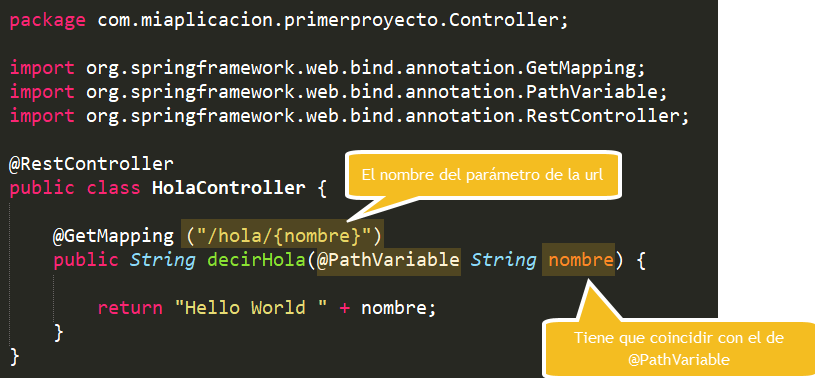 package com.miaplicacion.primerproyecto.Controller;
import org.springframework.web.bind.annotation.GetMapping;
import org.springframework.web.bind.annotation.PathVariable;
import org.springframework.web.bind.annotation.RestController;
@RestController
public class HolaController {
El nombre del parámetro de la url
@GetMapping ("/hola/{nombre}")
public String decirHola(@PathVariable String nombre) {
return "Hello World " + nombre;
}
}
Tiene que coincidir con el de
@PathVariable